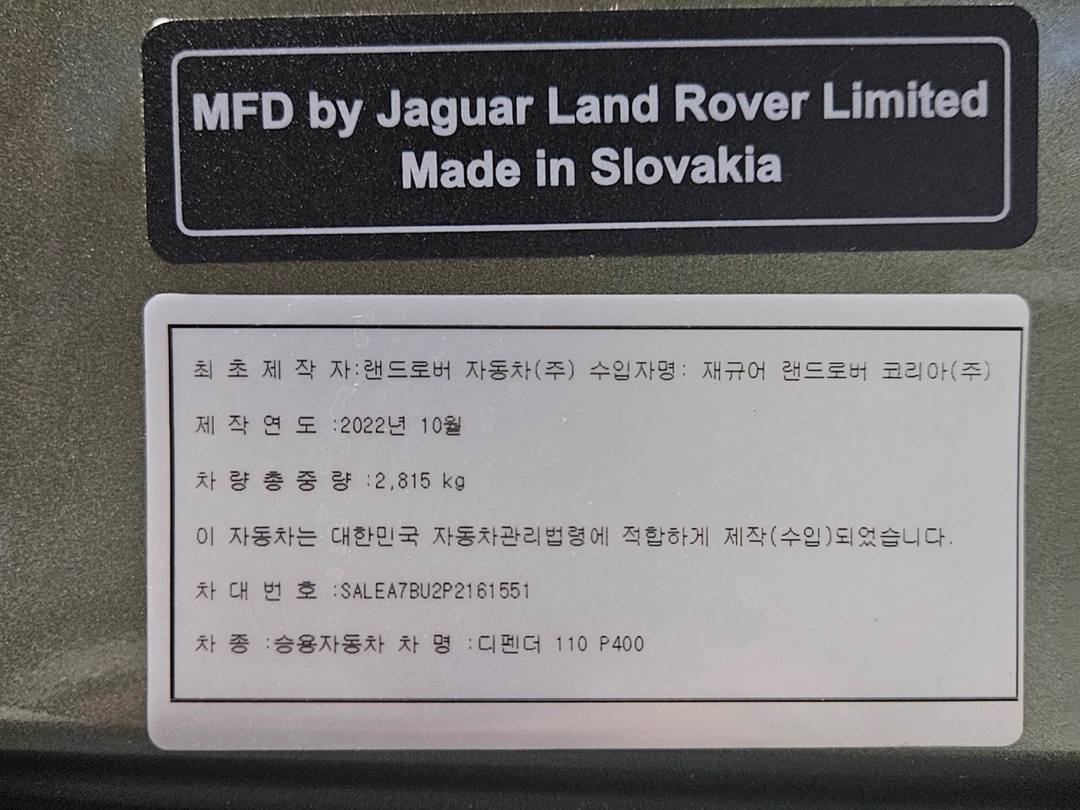 MFD by Jaguar Land Rover Limited
Made in Slovakia
최 초 제 작 자:랜드로버 자동차(주) 수입자명: 재규어 랜드로버 코리아(주)
제 작 연 도 :2022년 10월
차 량 총 중 량 :2,815 kg
이 자동차는 대한민국 자동차관리법령에 적합하게 제작(수입)되었습니다.
차 대 번 호 :SALEA7BU2P2161551
차 종 :승용자동차 차 명 :디펜더 110 P400